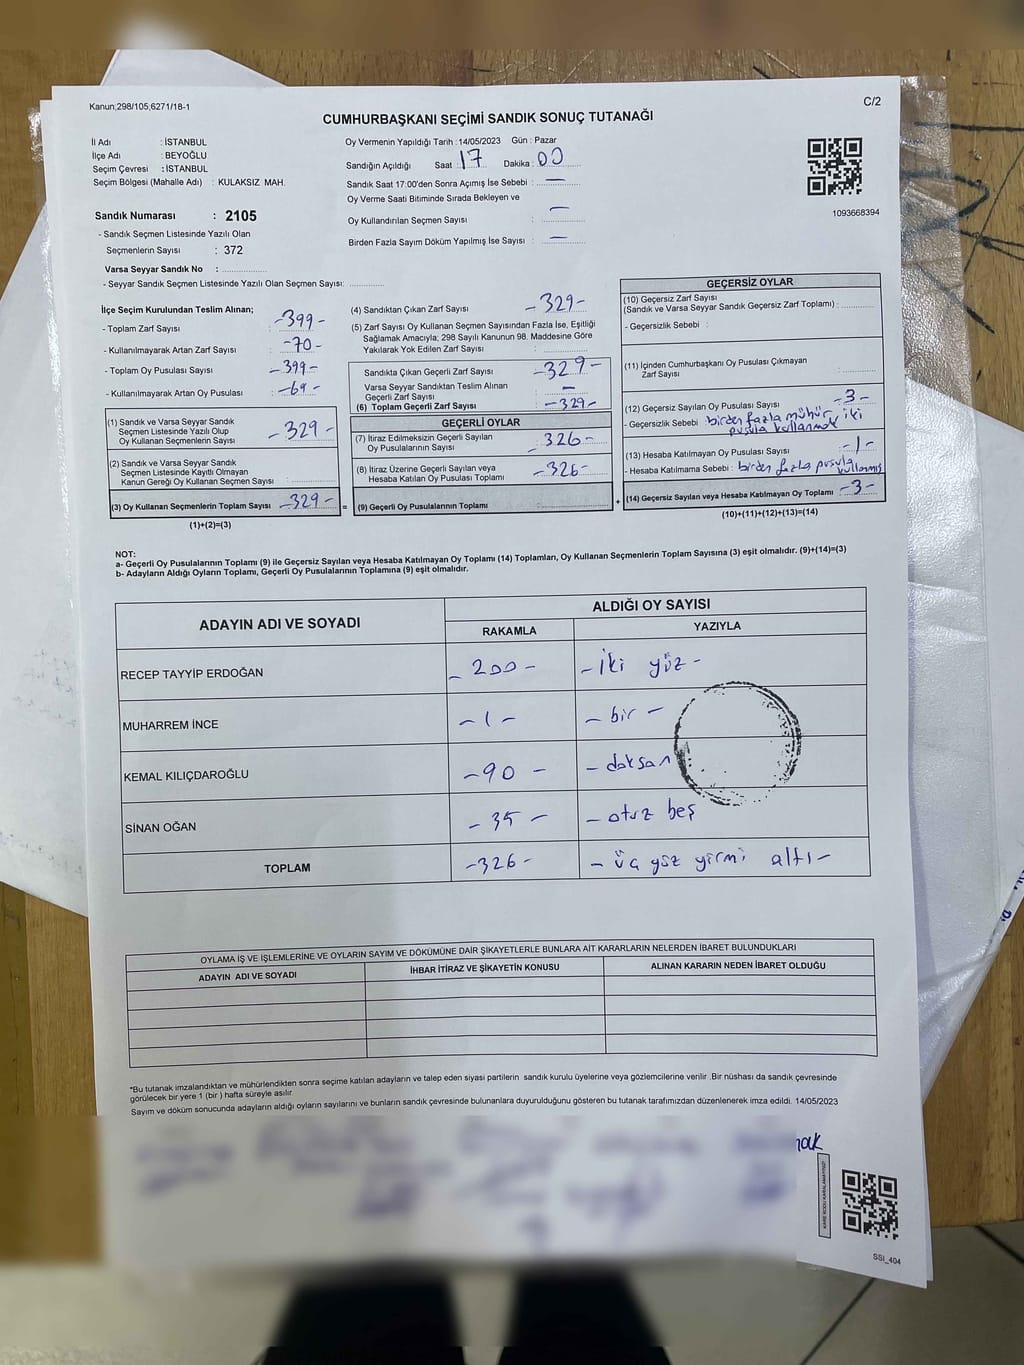 Kanun;298/105;6271/18-1
C/2
CUMHURBAŞKANI SEÇİMİ SANDIK SONUÇ TUTANAĞI
İl Adı : İSTANBUL
İlçe Adı : BEYOĞLU
Seçim Çevresi : İSTANBUL
Seçim Bölgesi (Mahalle Adı) : KULAKSIZ MAH.
Sandık Numarası : 2105
- Sandık Seçmen Listesinde Yazılı Olan
Seçmenlerin Sayısı : 372
Varsa Seyyar Sandık No :
- Seyyar Sandık Seçmen Listesinde Yazılı Olan Seçmen Sayısı:
Oy Vermenin Yapıldığı Tarih : 14/05/2023 Gün : Pazar
Sandığın Açıldığı Saat : 17 Dakika : 00
Sandık Saat 17:00'den Sonra Açımış İse Sebebi : —
Oy Verme Saati Bitiminde Sırada Bekleyen ve
Oy Kullandırılan Seçmen Sayısı : —
Birden Fazla Sayım Döküm Yapılmış İse Sayısı : —
1093668394
İlçe Seçim Kurulundan Teslim Alınan;
- Toplam Zarf Sayısı : -399-
- Kullanılmayarak Artan Zarf Sayısı : -70-
- Toplam Oy Pusulası Sayısı : -399-
- Kullanılmayarak Artan Oy Pusulası : -69-
(1) Sandık ve Varsa Seyyar Sandık
Seçmen Listesinde Yazılı Olup
Oy Kullanan Seçmenlerin Sayısı : -329-
(2) Sandık ve Varsa Seyyar Sandık
Seçmen Listesinde Kayıtlı Olmayan
Kanun Gereği Oy Kullanan Seçmen Sayısı :
(3) Oy Kullanan Seçmenlerin Toplam Sayısı -329- =
(1)+(2)=(3)
(4) Sandıktan Çıkan Zarf Sayısı -329-
(5) Zarf Sayısı Oy Kullanan Seçmen Sayısından Fazla İse, Eşitliği
Sağlamak Amacıyla; 298 Sayılı Kanunun 98. Maddesine Göre
Yakılarak Yok Edilen Zarf Sayısı :
Sandıkta Çıkan Geçerli Zarf Sayısı -329-
Varsa Seyyar Sandıktan Teslim Alınan
Geçerli Zarf Sayısı : —
(6) Toplam Geçerli Zarf Sayısı : -329-
GEÇERLİ OYLAR
(7) İtiraz Edilmeksizin Geçerli Sayılan
Oy Pusulasının Sayısı : -326-
(8) İtiraz Üzerine Geçerli Sayılan veya
Hesaba Katılan Oy Pusulası Toplamı -326-
(9) Geçerli Oy Pusulalarının Toplamı : +
GEÇERSİZ OYLAR
(10) Geçersiz Zarf Sayısı
(Sandık ve Varsa Seyyar Sandık Geçersiz Zarf Toplamı) :
- Geçersizlik Sebebi :
(11) İçinden Cumhurbaşkanı Oy Pusulası Çıkmayan
Zarf Sayısı :
(12) Geçersiz Sayılan Oy Pusulası Sayısı : -3-
- Geçersizlik Sebebi : birden fazla mühür, iki
pusula kullanmak
(13) Hesaba Katılmayan Oy Pusulası Sayısı : -1-
- Hesaba Katılmama Sebebi : birden fazla pusula
kullanmış
(14) Geçersiz Sayılan veya Hesaba Katılmayan Oy Toplamı : -3-
(10)+(11)+(12)+(13)=(14)
NOT:
a- Geçerli Oy Pusulalarının Toplamı (9) ile Geçersiz Sayılan veya Hesaba Katılmayan Oy Toplamı (14) Toplamları, Oy Kullanan Seçmenlerin Toplam Sayısına (3) eşit olmalıdır. (9)+(14)=(3)
b- Adayların Aldığı Oyların Toplamı, Geçerli Oy Pusulalarının Toplamına (9) eşit olmalıdır.
ADAYIN ADI VE SOYADI
ALDIĞI OY SAYISI
RAKAMLA YAZIYLA
RECEP TAYYİP ERDOĞAN -200- -iki yüz-
MUHARREM İNCE -1- -bir-
KEMAL KILIÇDAROĞLU -90- -doksan
SİNAN OĞAN -35- -otuz beş
TOPLAM -326- -üç yüz yirmi altı-
OYLAMA İŞ VE İŞLEMLERİNE VE OYLARIN SAYIM VE DÖKÜMÜNE DAİR ŞİKAYETLERLE BUNLARA AİT KARARLARIN NELERDEN İBARET BULUNDUKLARI
ADAYIN ADI VE SOYADI İHBAR İTİRAZ VE ŞİKAYETİN KONUSU ALINAN KARARIN NEDEN İBARET OLDUĞU
*Bu tutanak imzalandıktan ve mühürlendikten sonra seçime katılan adayların ve talep eden siyasi partilerin sandık kurulu üyelerine veya gözlemcilerine verilir .Bir nüshası da sandık çevresinde
görülecek bir yere 1 (bir ) hafta süreyle asılır.
Sayım ve döküm sonucunda adayların aldığı oyların sayılarını ve bunların sandık çevresinde bulunanlara duyurulduğunu gösteren bu tutanak tarafımızdan düzenlenerek imza edildi. 14/05/2023
KARE KODU KARALAMAYINIZ!
SSI_404